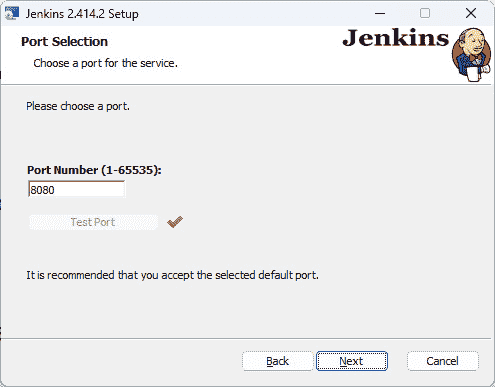 Jenkins 2.414.2 Setup
Port Selection
Choose a port for the service.
Jenkins
Please choose a port.
Port Number (1-65535):
8080
Test Port
It is recommended that you accept the selected default port.
Back
Next
Cancel